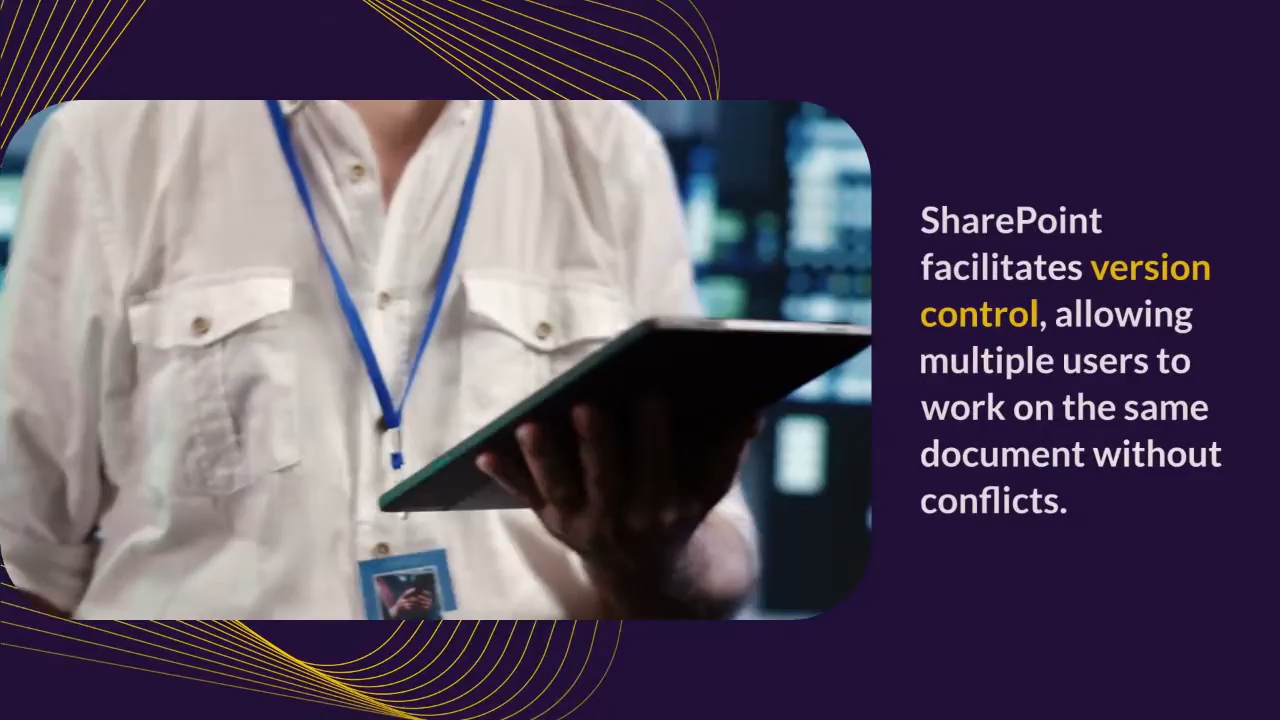 SharePoint
facilitates version
control, allowing
multiple users to
work on the same
document without
conflicts.